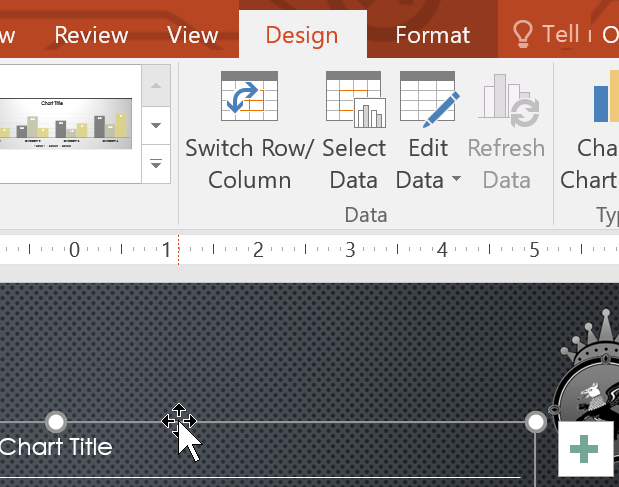 w Review View Design Format Tell O
Chart Title
Switch Row/ Select Edit Refresh Cha
Column Data Data Data Chart
Data Ty
0 1 2 3 4 5
Chart Title